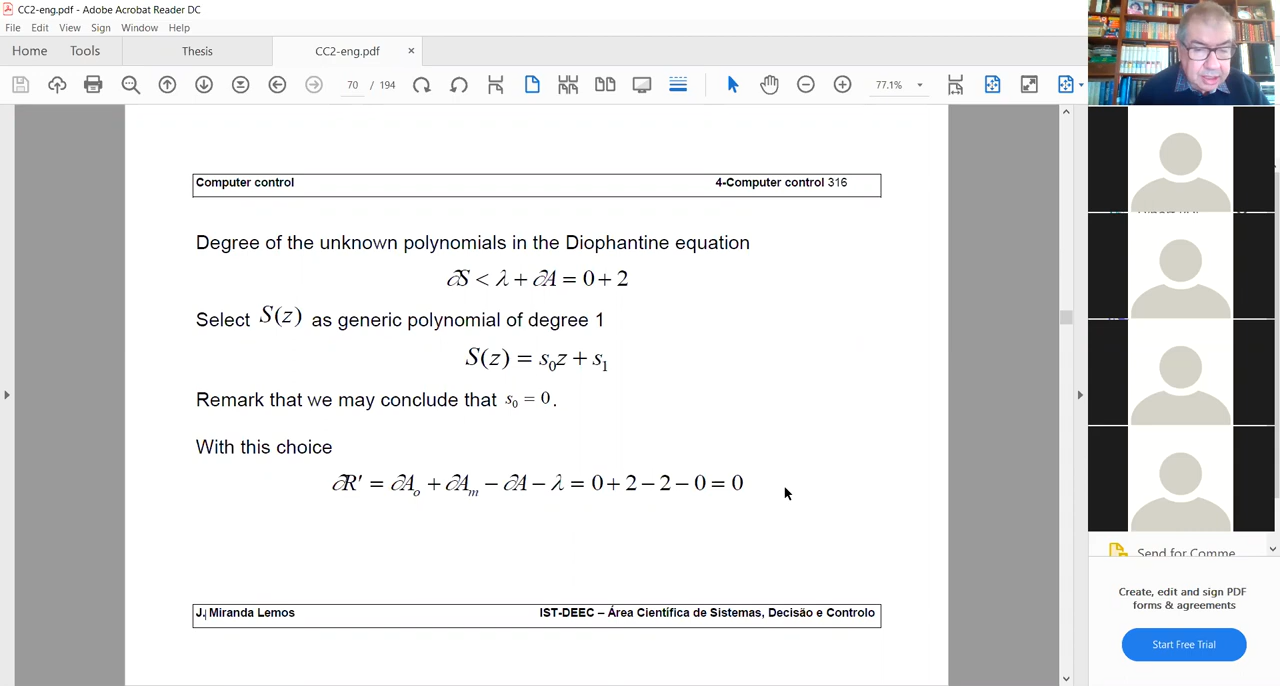 CC2-eng.pdf - Adobe Acrobat Reader DC
File Edit View Sign Window Help
Home Tools Thesis CC2-eng.pdf ×
70 / 194 77.1%
Computer control 4-Computer control 316
Degree of the unknown polynomials in the Diophantine equation
∂S < λ + ∂A = 0 + 2
Select S(z) as generic polynomial of degree 1
S(z) = s₀z + s₁
Remark that we may conclude that s₀ = 0.
With this choice
∂R′ = ∂Aₒ + ∂Aₘ − ∂A − λ = 0 + 2 − 2 − 0 = 0
J. Miranda Lemos IST-DEEC – Área Científica de Sistemas, Decisão e Controlo
Send for Comme
Create, edit and sign PDF
forms & agreements
Start Free Trial